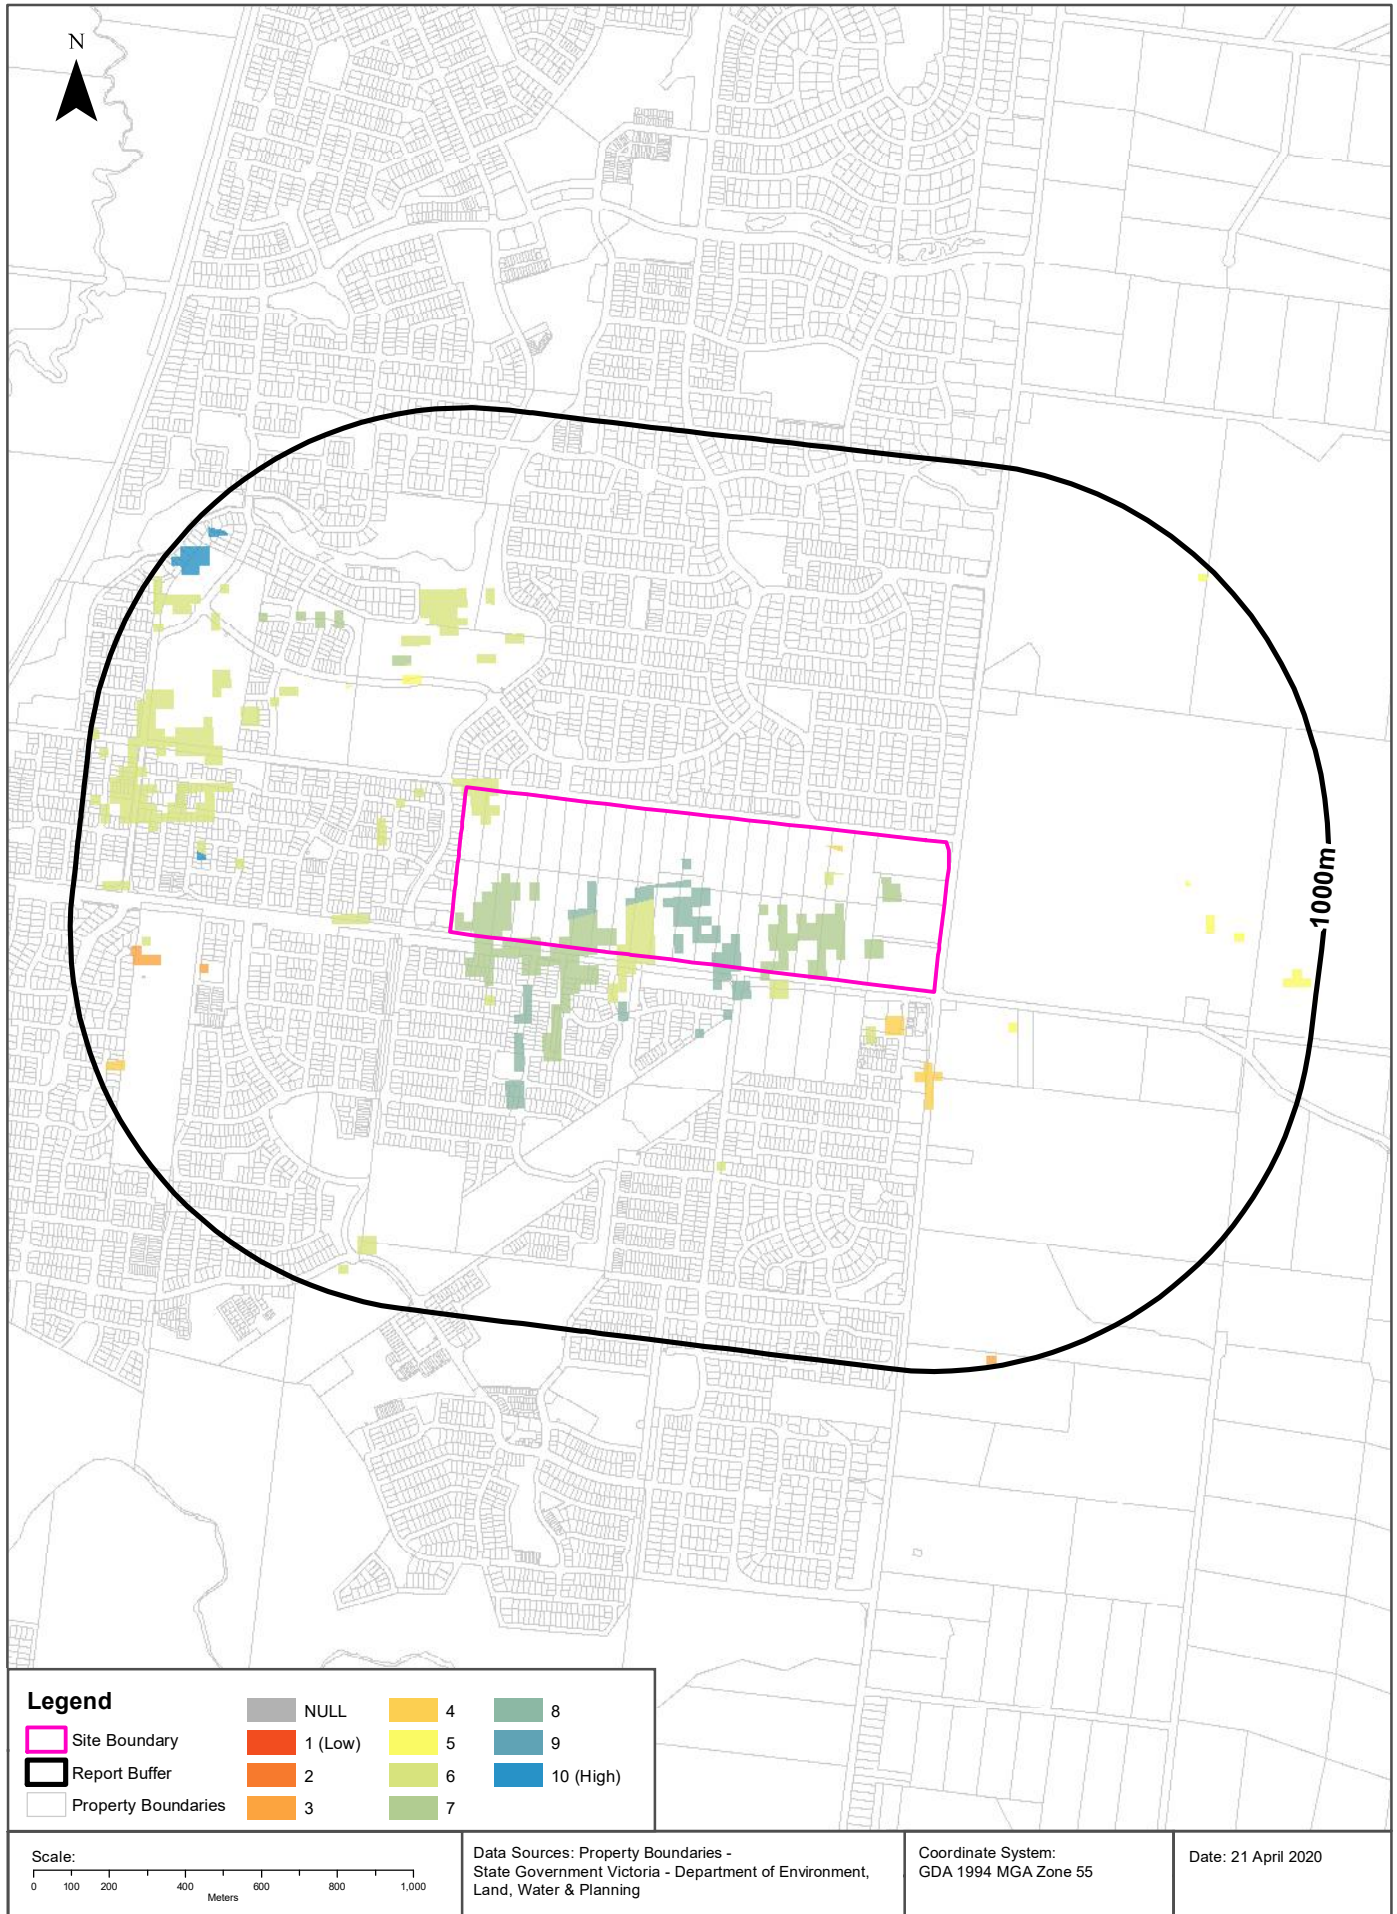 N
1000m
Legend
Site Boundary
Report Buffer
Property Boundaries
NULL
1 (Low)
2
3
4
5
6
7
8
9
10 (High)
Scale:
0 100 200 400 600 800 1,000
Meters
Data Sources: Property Boundaries -
State Government Victoria - Department of Environment,
Land, Water & Planning
Coordinate System:
GDA 1994 MGA Zone 55
Date: 21 April 2020